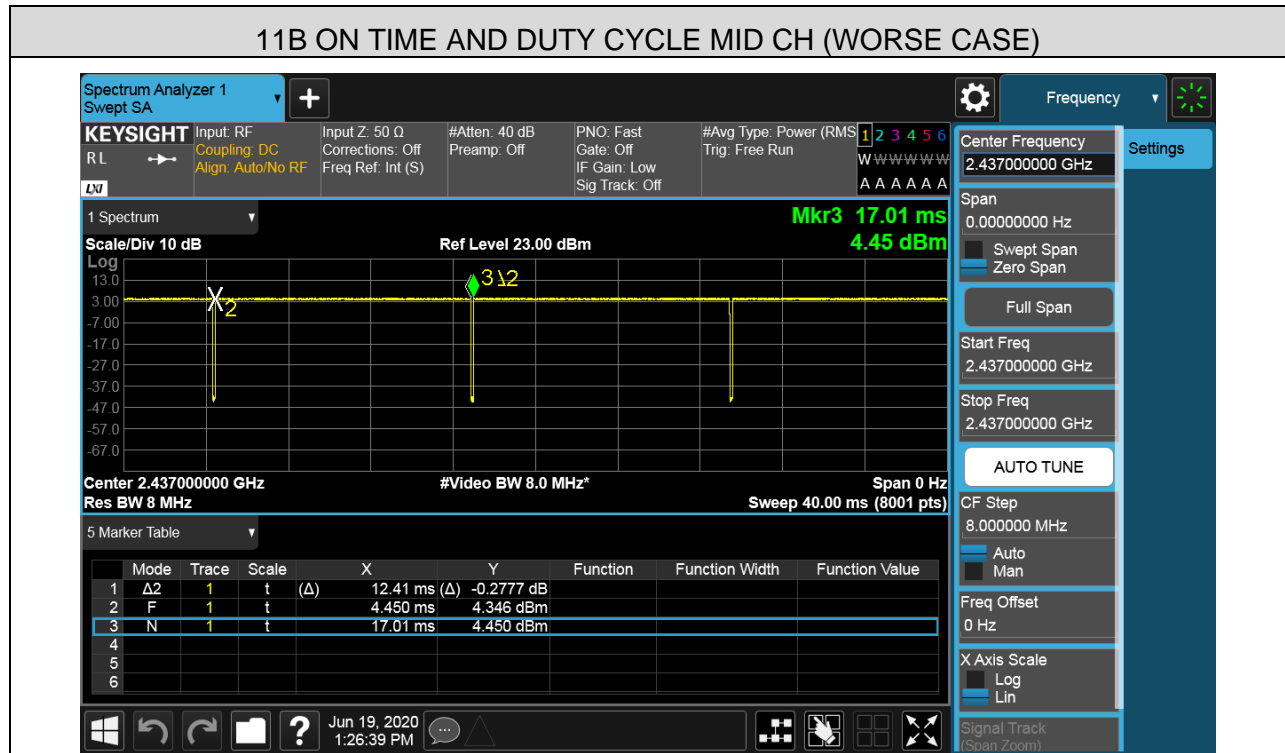 11B ON TIME AND DUTY CYCLE MID CH (WORSE CASE)
Spectrum Analyzer 1
Swept SA
Frequency
KEYSIGHT Input: RF Input Z: 50 Ω #Atten: 40 dB PNO: Fast #Avg Type: Power (RMS 1 2 3 4 5 6
RL Coupling: DC Corrections: Off Preamp: Off Gate: Off Trig: Free Run W W W W W W
Align: Auto/No RF Freq Ref: Int (S) IF Gain: Low
LXI Sig Track: Off A A A A A A
1 Spectrum
Mkr3 17.01 ms
Scale/Div 10 dB Ref Level 23.00 dBm 4.45 dBm
Log
13.0
3.00
-7.00
-17.0
-27.0
-37.0
-47.0
-57.0
-67.0
2
3 1Δ2
Center 2.437000000 GHz #Video BW 8.0 MHz* Span 0 Hz
Res BW 8 MHz Sweep 40.00 ms (8001 pts)
5 Marker Table
Mode Trace Scale X Y Function Function Width Function Value
1 Δ2 1 t (Δ) 12.41 ms (Δ) -0.2777 dB
2 F 1 t 4.450 ms 4.346 dBm
3 N 1 t 17.01 ms 4.450 dBm
4
5
6
Jun 19, 2020
1:26:39 PM
Center Frequency
2.437000000 GHz
Settings
Span
0.00000000 Hz
Swept Span
Zero Span
Full Span
Start Freq
2.437000000 GHz
Stop Freq
2.437000000 GHz
AUTO TUNE
CF Step
8.000000 MHz
Auto
Man
Freq Offset
0 Hz
X Axis Scale
Log
Lin
Signal Track
(Span Zoom)